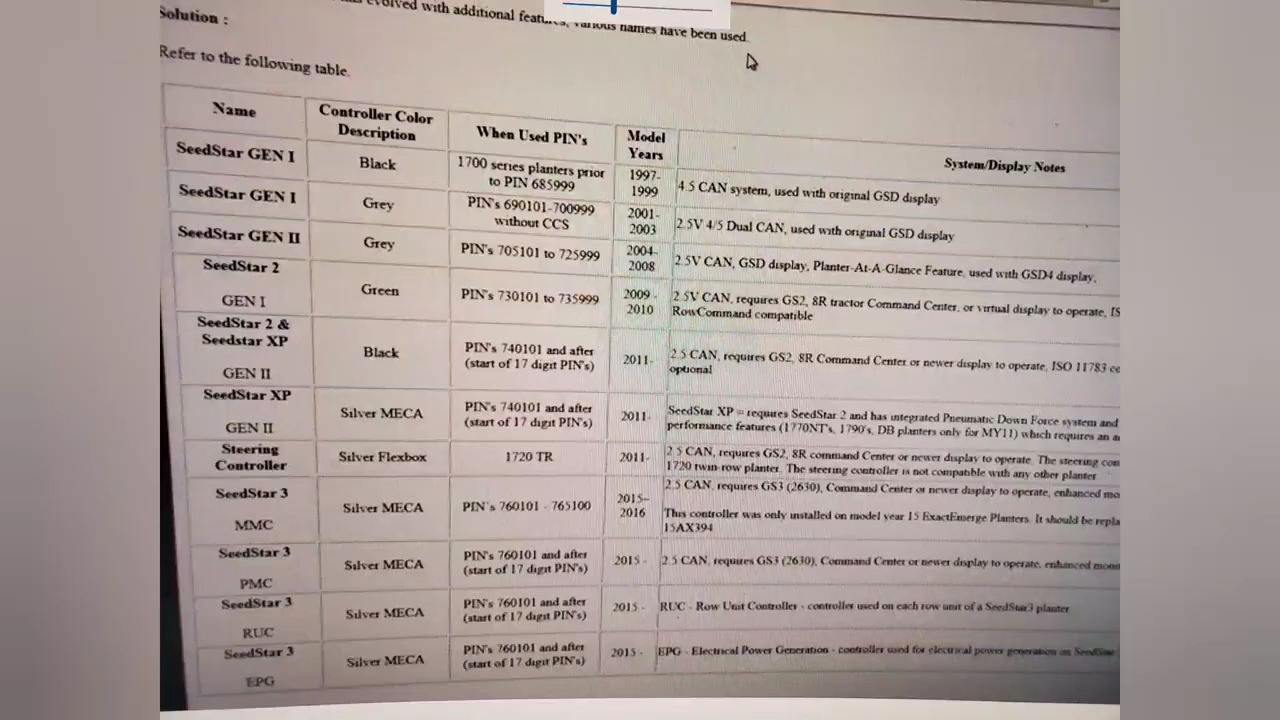 evolved with additional features, various names have been used.
Solution :
Refer to the following table.
Name
Controller Color
Description
When Used PIN's
Model
Years
System/Display Notes
SeedStar GEN I
Black
1700 series planters prior
to PIN 685999
1997-
1999
4.5 CAN system, used with original GSD display
SeedStar GEN I
Grey
PIN's 690101-700999
without CCS
2001-
2003
2.5V 4/5 Dual CAN, used with original GSD display
SeedStar GEN II
Grey
PIN's 705101 to 725999
2004-
2008
2.5V CAN, GSD display, Planter-At-A-Glance Feature, used with GSD4 display,
SeedStar 2
GEN I
Green
PIN's 730101 to 735999
2009 -
2010
2.5V CAN, requires GS2, 8R tractor Command Center, or virtual display to operate, IS
RowCommand compatible
SeedStar 2 &
Seedstar XP
GEN II
Black
PIN's 740101 and after
(start of 17 digit PIN's)
2011-
2.5 CAN, requires GS2, 8R Command Center or newer display to operate, ISO 11783 co
optional
SeedStar XP
GEN II
Silver MECA
PIN's 740101 and after
(start of 17 digit PIN's)
2011-
SeedStar XP = requires SeedStar 2 and has integrated Pneumatic Down Force system and
performance features (1770NT's, 1790's, DB planters only for MY11) which requires an a
Steering
Controller
Silver Flexbox
1720 TR
2011-
2.5 CAN, requires GS2, 8R command Center or newer display to operate. The steering con
1720 twin-row planter. The steering controller is not compatible with any other planter
SeedStar 3
MMC
Silver MECA
PIN's 760101 - 765100
2015–
2016
2.5 CAN, requires GS3 (2630), Command Center or newer display to operate, enhanced mo
This controller was only installed on model year 15 ExactEmerge Planters. It should be repla
15AX394
SeedStar 3
PMC
Silver MECA
PIN's 760101 and after
(start of 17 digit PIN's)
2015 -
2.5 CAN, requires GS3 (2630), Command Center or newer display to operate, enhanced moni
SeedStar 3
RUC
Silver MECA
PIN's 760101 and after
(start of 17 digit PIN's)
2015 -
RUC - Row Unit Controller - controller used on each row unit of a SeedStar3 planter
SeedStar 3
EPG
Silver MECA
PIN's 760101 and after
(start of 17 digit PIN's)
2015 -
EPG - Electrical Power Generation - controller used for electrical power generation on SeedStar